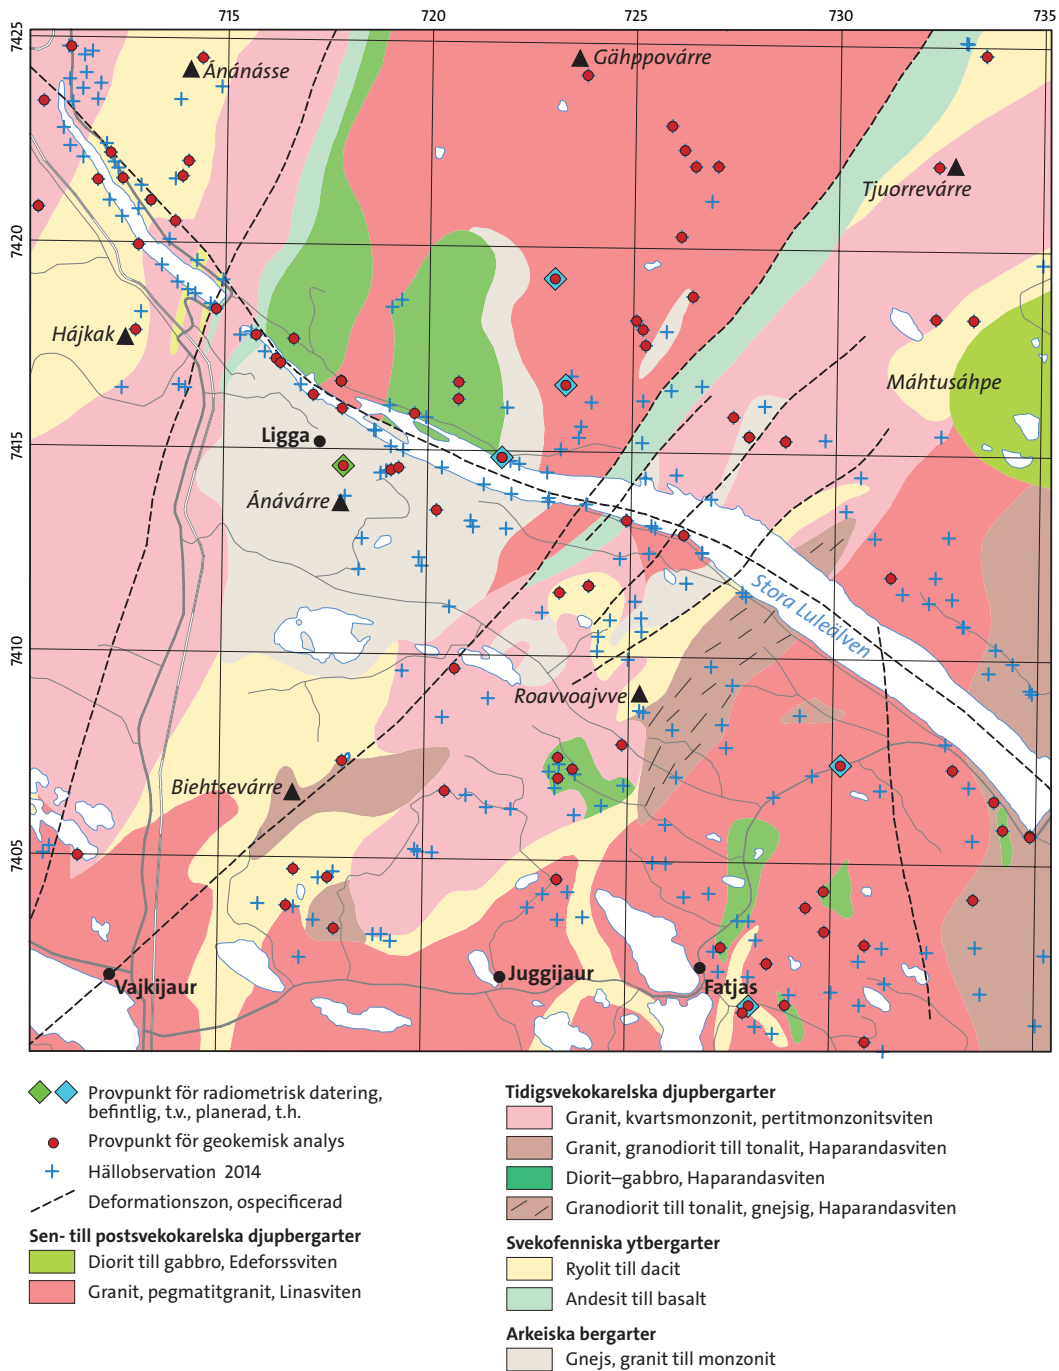 715
720
725
730
735
7425
7420
7415
7410
7405
Ánánásse
Gähppovárre
Tjuorrevárre
Hájkak
Máhtusáhpe
Ligga
Ánávárre
Stora Luleälven
Roavvoajvve
Biehtsevárre
Vajkijaur
Juggijaur
Fatjas
Provpunkt för radiometrisk datering,
befintlig, t.v., planerad, t.h.
Provpunkt för geokemisk analys
Hällobservation 2014
Deformationszon, ospecificerad
Sen- till postsvekokarelska djupbergarter
Diorit till gabbro, Edeforssviten
Granit, pegmatitgranit, Linasviten
Tidigsvekokarelska djupbergarter
Granit, kvartsmonzonit, pertitmonzonitsviten
Granit, granodiorit till tonalit, Haparandasviten
Diorit–gabbro, Haparandasviten
Granodiorit till tonalit, gnejsig, Haparandasviten
Svekofenniska ytbergarter
Ryolit till dacit
Andesit till basalt
Arkeiska bergarter
Gnejs, granit till monzonit